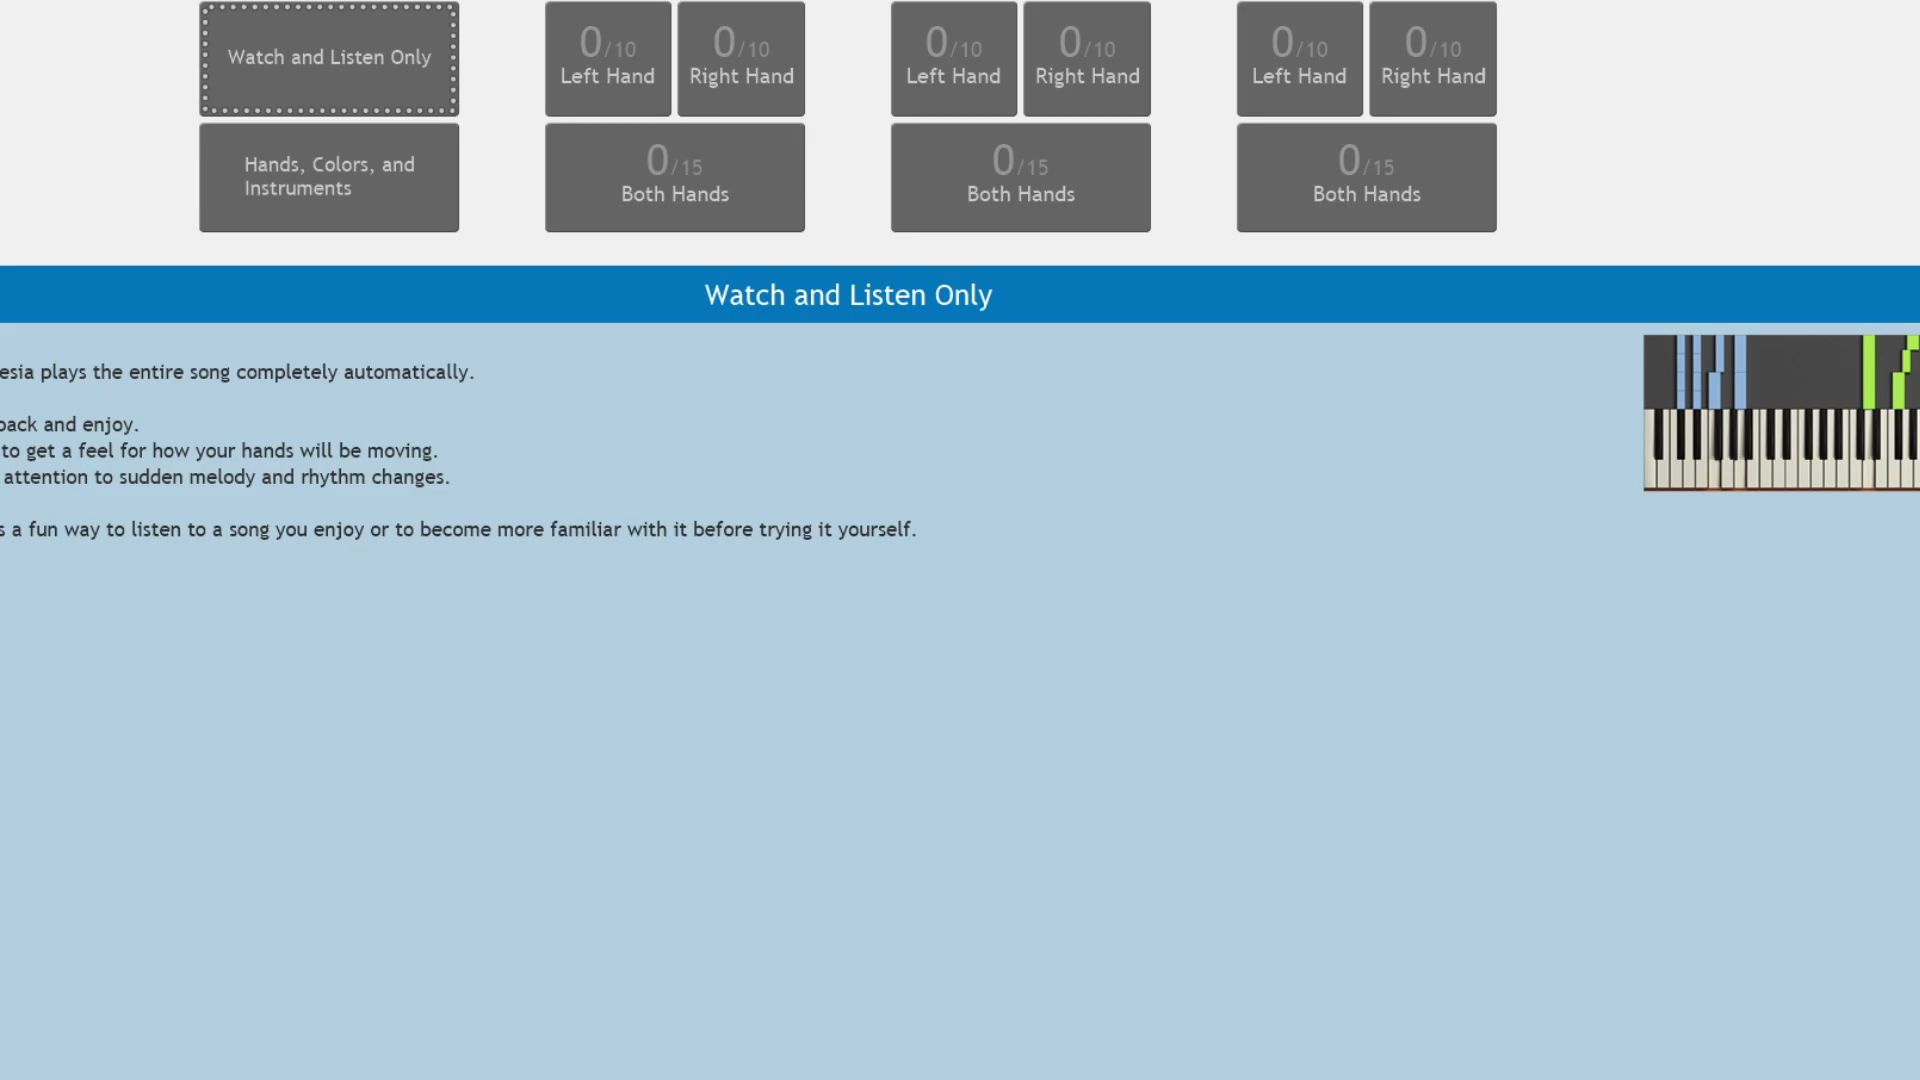 Watch and Listen Only
0/10
Left Hand
0/10
Right Hand
0/10
Left Hand
0/10
Right Hand
0/10
Left Hand
0/10
Right Hand
Hands, Colors, and
Instruments
0/15
Both Hands
0/15
Both Hands
0/15
Both Hands
Watch and Listen Only
esia plays the entire song completely automatically.
back and enjoy.
to get a feel for how your hands will be moving.
attention to sudden melody and rhythm changes.
s a fun way to listen to a song you enjoy or to become more familiar with it before trying it yourself.